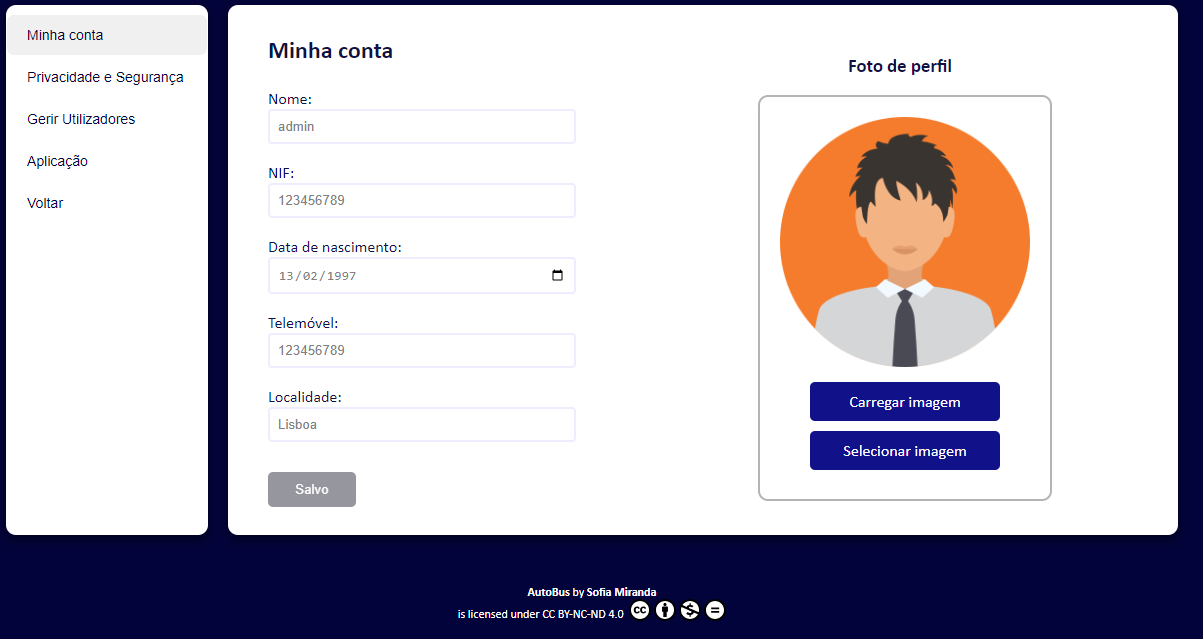 Minha conta
Privacidade e Segurança
Gerir Utilizadores
Aplicação
Voltar
Minha conta
Nome:
admin
NIF:
123456789
Data de nascimento:
13/02/1997
Telemóvel:
123456789
Localidade:
Lisboa
Salvo
Foto de perfil
Carregar imagem
Selecionar imagem
AutoBus by Sofia Miranda
is licensed under CC BY-NC-ND 4.0 cc $ =